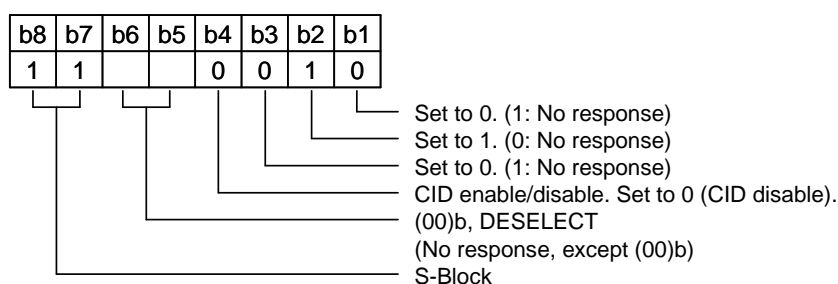 b8 b7 b6 b5 b4 b3 b2 b1
1 1 0 0 1 0
Set to 0. (1: No response)
Set to 1. (0: No response)
Set to 0. (1: No response)
CID enable/disable. Set to 0 (CID disable).
(00)b, DESELECT
(No response, except (00)b)
S-Block